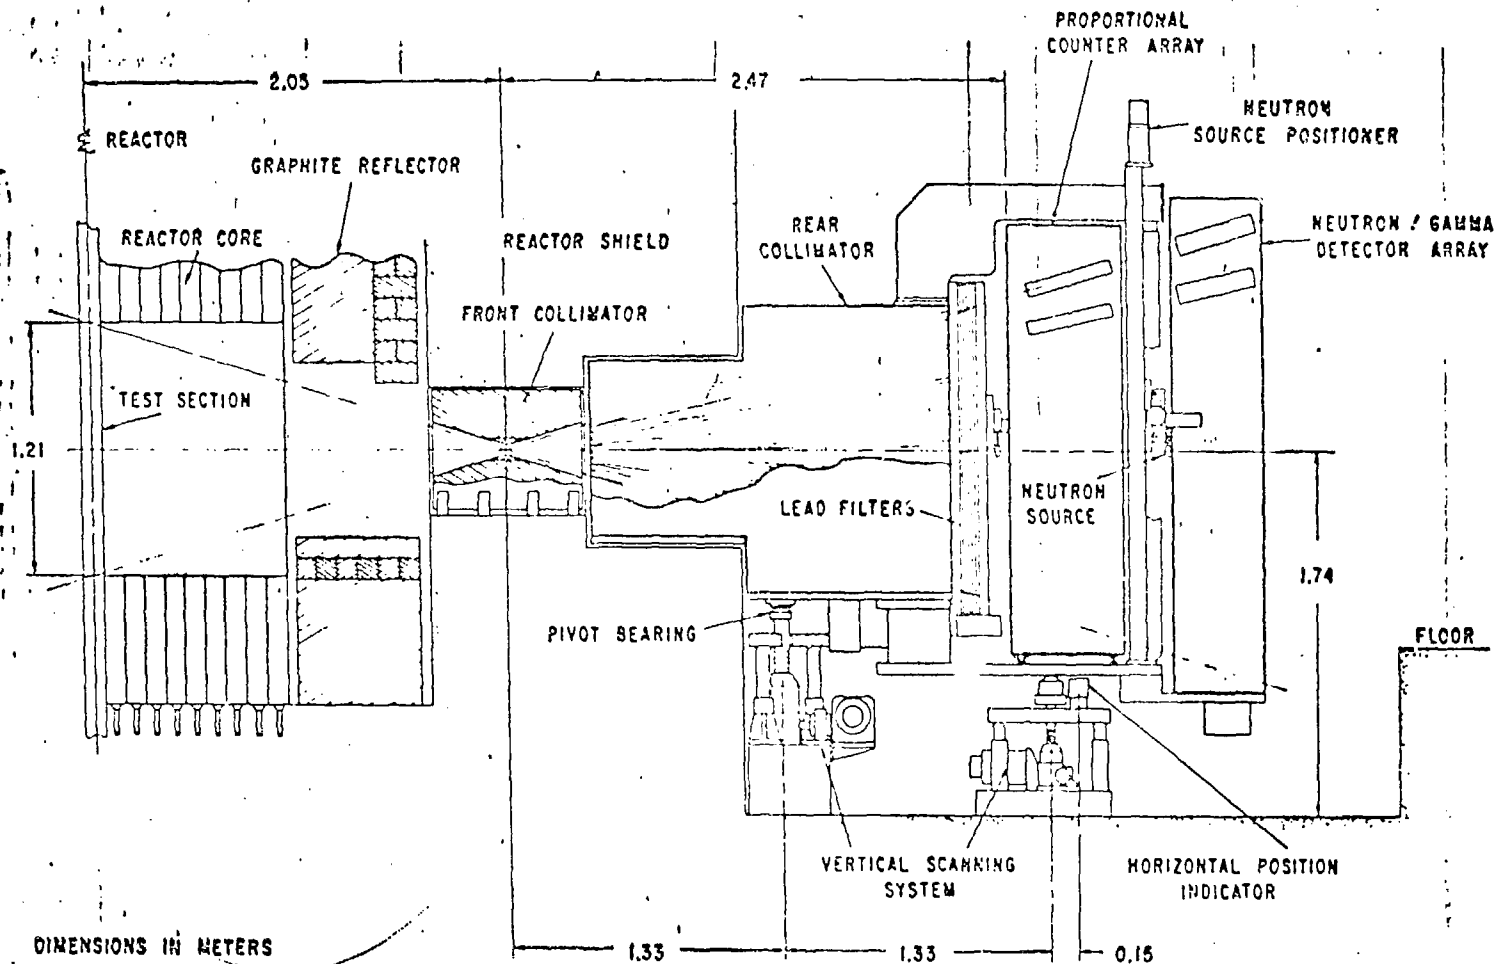 PROPORTIONAL
COUNTER ARRAY
2.03
2.47
NEUTRON
SOURCE POSITIONER
REACTOR
GRAPHITE REFLECTOR
REACTOR CORE
REACTOR SHIELD
REAR
COLLIMATOR
NEUTRON / GAMMA
DETECTOR ARRAY
FRONT COLLIMATOR
TEST SECTION
1.21
LEAD FILTERS
NEUTRON
SOURCE
1.74
PIVOT BEARING
FLOOR
VERTICAL SCANNING
SYSTEM
HORIZONTAL POSITION
INDICATOR
DIMENSIONS IN METERS
1.33
1.33
0.15